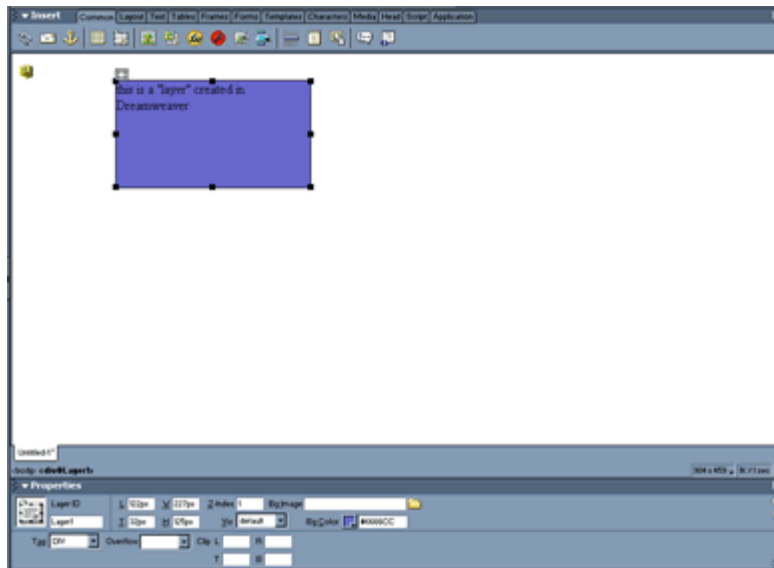 Insert Common Layout Text Tables Frames Forms Templates Characters Media Head Script Application
this is a "layer" created in
Dreamweaver
Untitled-1*
<body> <div#Layer1>
Properties
Layer ID L W 227px Z-Index 1 Bg Image
Layer1 T H Vis default Bg Color
Tag DIV Overflow Clip L R
T B